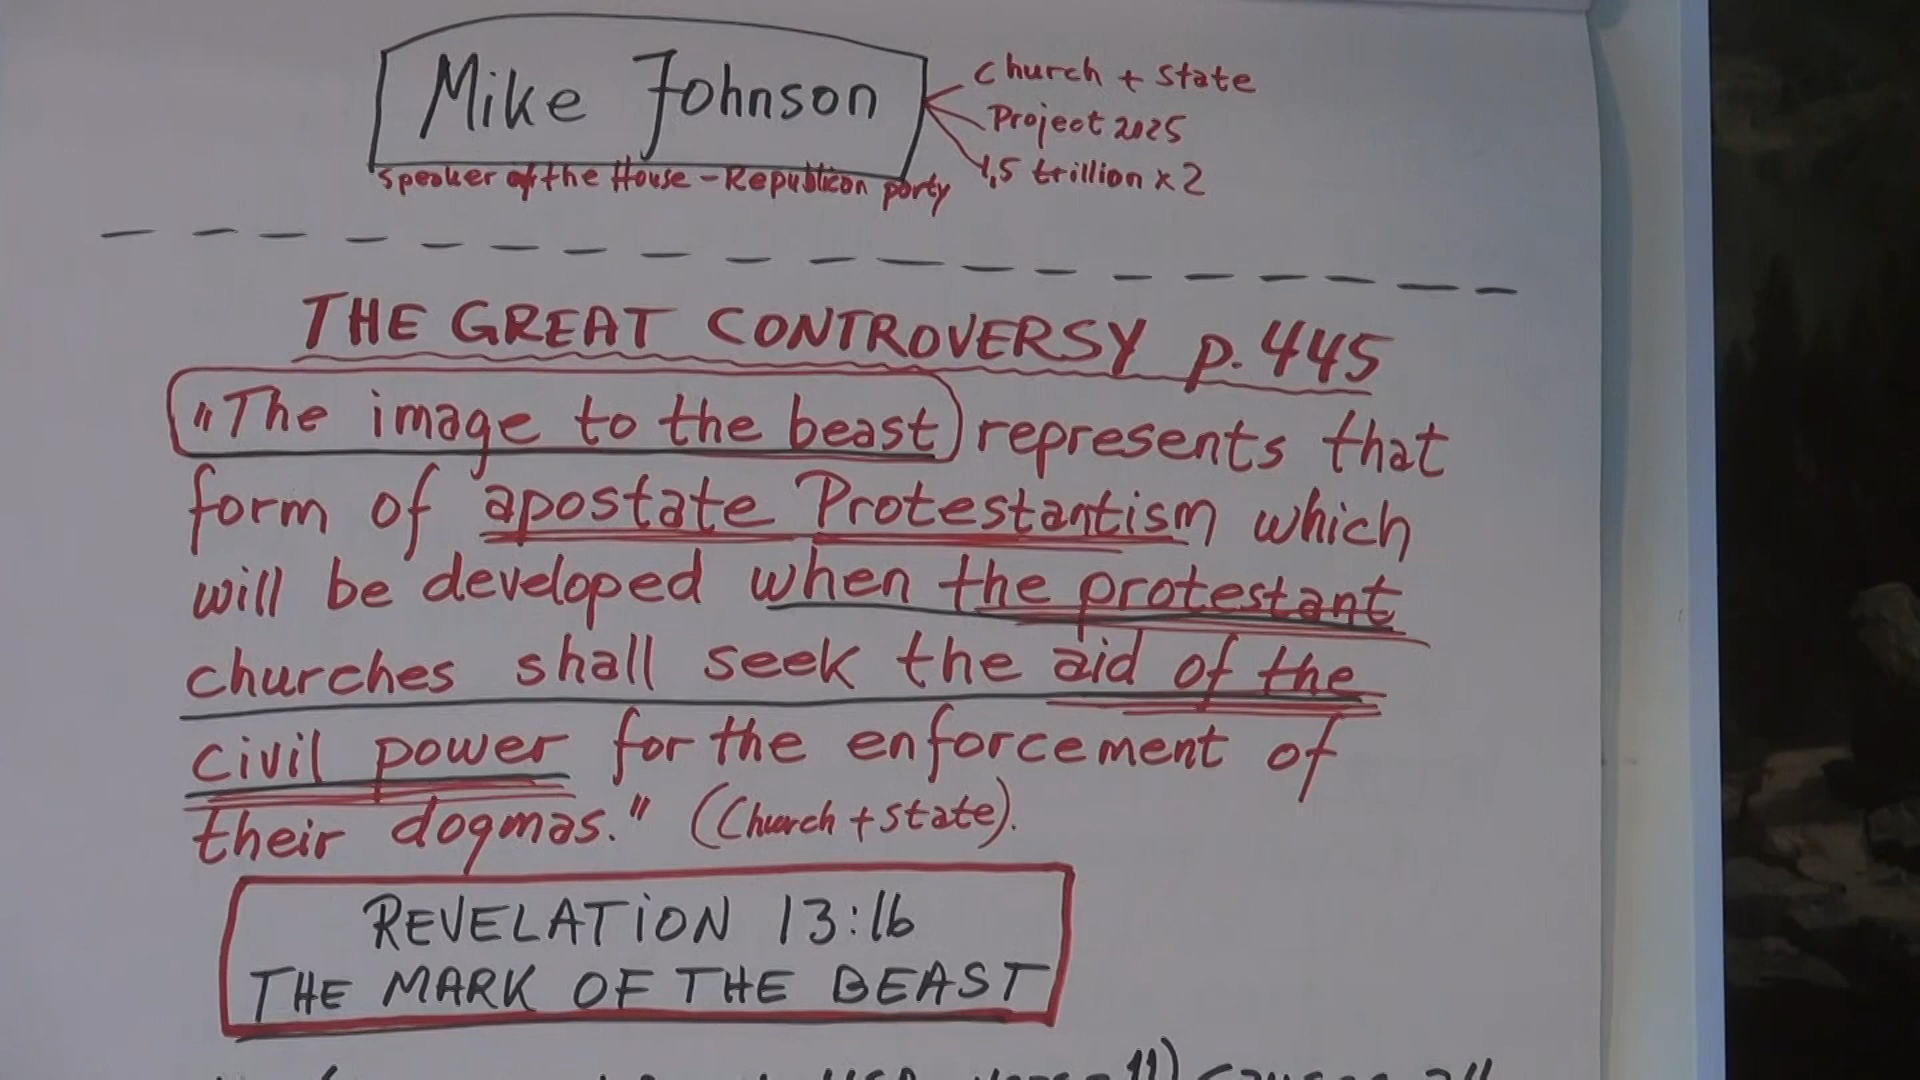 Mike Johnson
Church + State
Project 2025
1,5 trillion x 2
Speaker of the House - Republican party
THE GREAT CONTROVERSY p. 445
"The image to the beast represents that
form of apostate Protestantism which
will be developed when the protestant
churches shall seek the aid of the
civil power for the enforcement of
their dogmas." (Church + state).
REVELATION 13:16
THE MARK OF THE BEAST